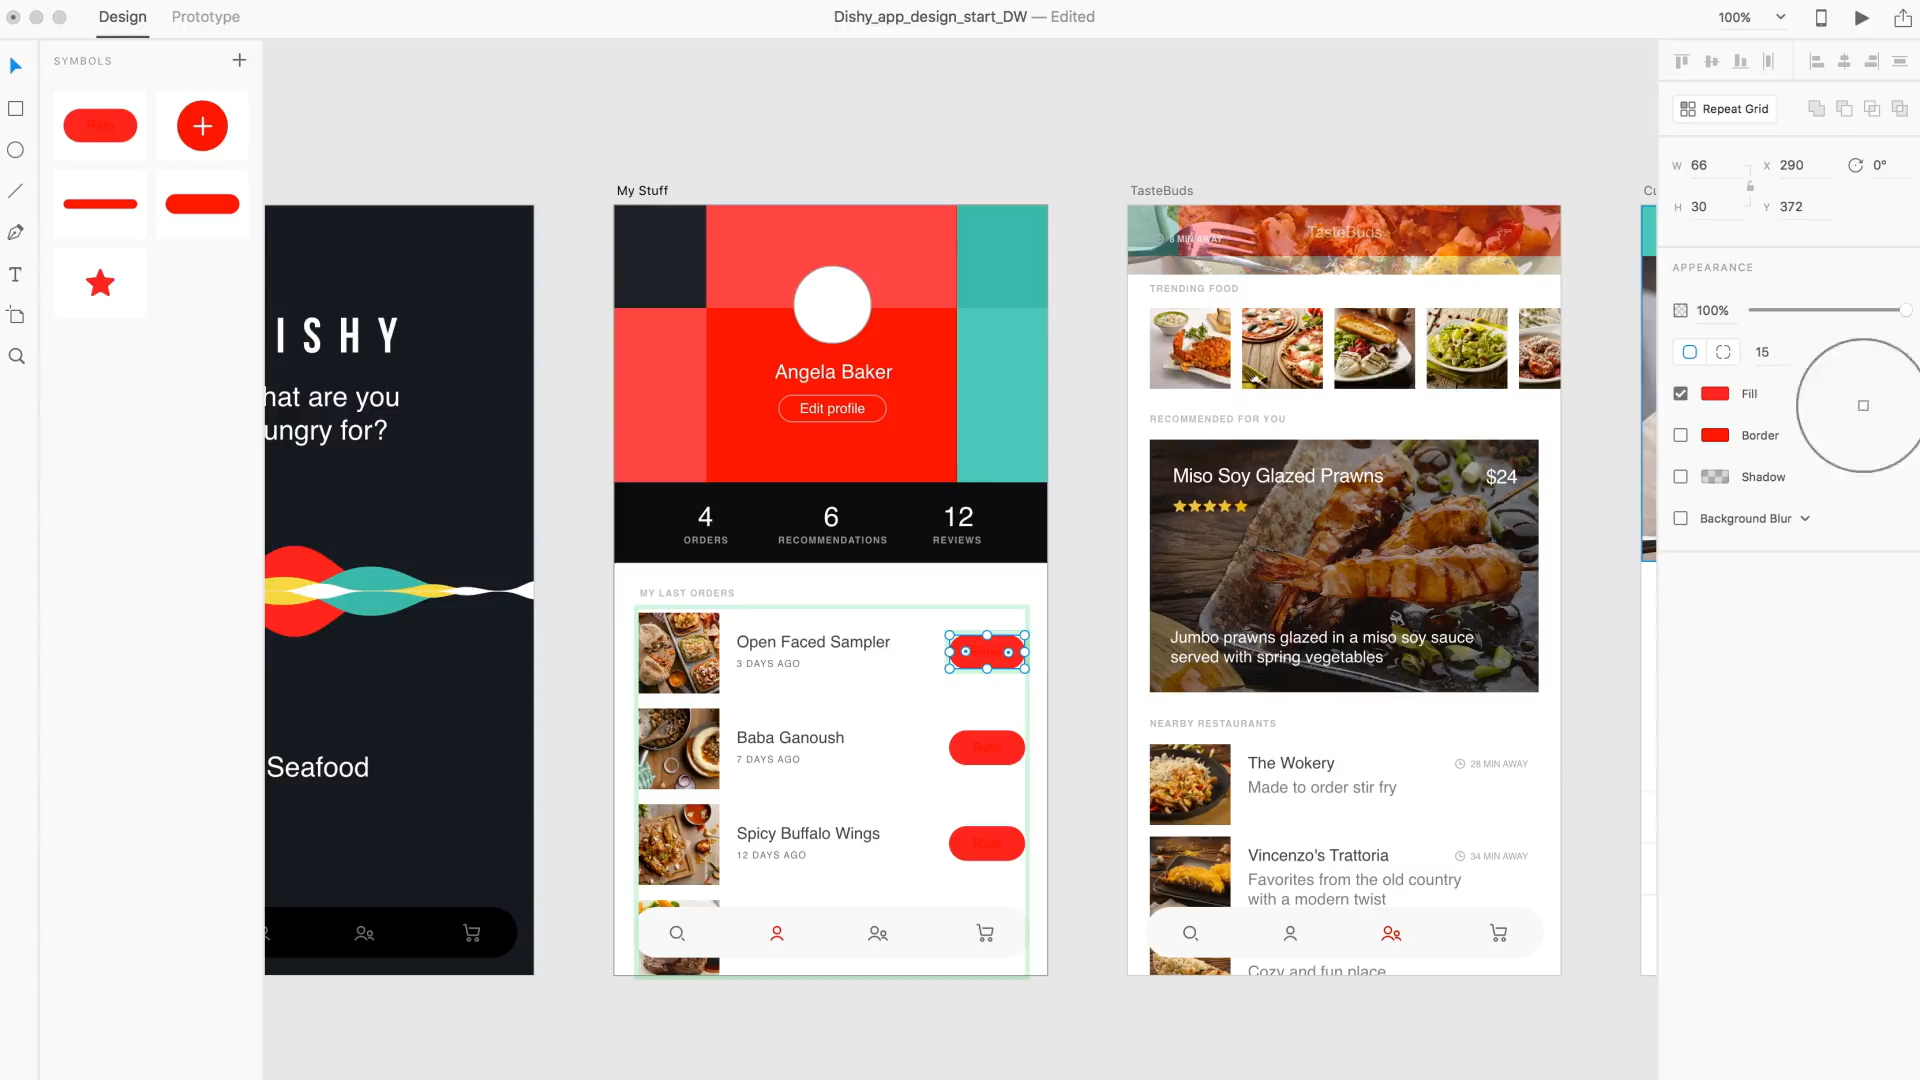 Design
Prototype
Dishy_app_design_start_DW — Edited
100%
SYMBOLS
ISHY
hat are you
ungry for?
Seafood
My Stuff
Angela Baker
Edit profile
4
ORDERS
6
RECOMMENDATIONS
12
REVIEWS
MY LAST ORDERS
Open Faced Sampler
3 DAYS AGO
Baba Ganoush
7 DAYS AGO
Rate
Spicy Buffalo Wings
12 DAYS AGO
Rate
TasteBuds
8 MIN AWAY
TasteBuds
TRENDING FOOD
RECOMMENDED FOR YOU
Miso Soy Glazed Prawns
$24
Jumbo prawns glazed in a miso soy sauce
served with spring vegetables
NEARBY RESTAURANTS
The Wokery
28 MIN AWAY
Made to order stir fry
Vincenzo's Trattoria
34 MIN AWAY
Favorites from the old country
with a modern twist
Cozy and fun place
Repeat Grid
W 66
X 290
0°
H 30
Y 372
APPEARANCE
100%
15
Fill
Border
Shadow
Background Blur